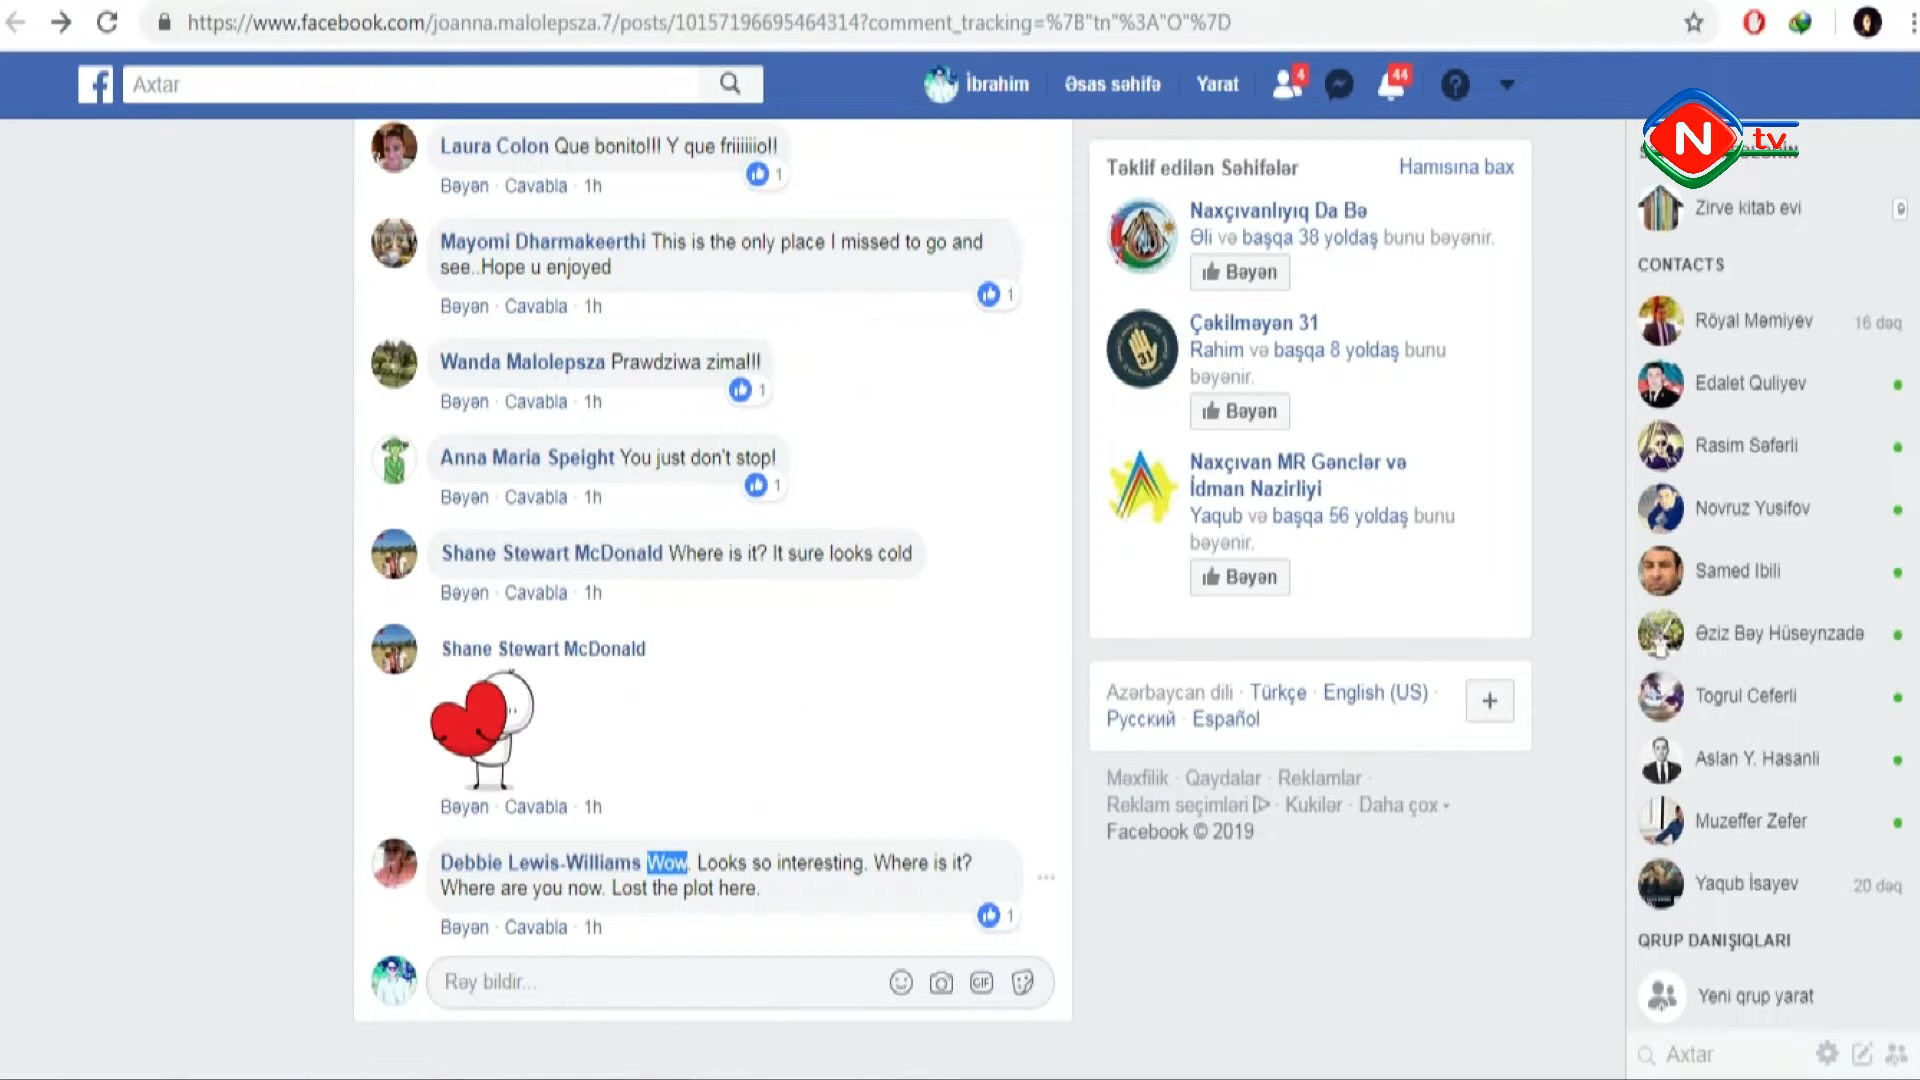 https://www.facebook.com/joanna.malolepsza.7/posts/10157196695464314?comment_tracking=%7B"tn"%3A"O"%7D
Axtar
İbrahim
Əsas səhifə
Yarat
4
44
N tv
Laura Colon Que bonito!!! Y que friiiiiio!!
1
Bəyən · Cavabla · 1h
Mayomi Dharmakeerthi This is the only place I missed to go and
see..Hope u enjoyed
1
Bəyən · Cavabla · 1h
Wanda Malolepsza Prawdziwa zima!!!
1
Bəyən · Cavabla · 1h
Anna Maria Speight You just don't stop!
1
Bəyən · Cavabla · 1h
Shane Stewart McDonald Where is it? It sure looks cold
Bəyən · Cavabla · 1h
Shane Stewart McDonald
Bəyən · Cavabla · 1h
Debbie Lewis-Williams Wow. Looks so interesting. Where is it?
Where are you now. Lost the plot here.
1
Bəyən · Cavabla · 1h
Rəy bildir...
GIF
Təklif edilən Səhifələr
Hamısına bax
Naxçıvanlıyıq Da Bə
Əli və başqa 38 yoldaş bunu bəyənir.
Bəyən
31
Çəkilməyən 31
Rahim və başqa 8 yoldaş bunu
bəyənir.
Bəyən
Naxçıvan MR Gənclər və
İdman Nazirliyi
Yaqub və başqa 56 yoldaş bunu
bəyənir.
Bəyən
Azərbaycan dili · Türkçe · English (US) ·
Русский · Español
+
Məxfilik · Qaydalar · Reklamlar ·
Reklam seçimləri · Kukilər · Daha çox
Facebook © 2019
Zirve kitab evi
CONTACTS
Röyal Məmiyev 16 dəq
Edalet Quliyev
Rasim Səfərli
Novruz Yusifov
Samed Ibili
Əziz Bəy Hüseynzadə
Togrul Ceferli
Aslan Y. Hasanli
Muzeffer Zefer
Yaqub İsayev 20 dəq
QRUP DANIŞIQLARI
Yeni qrup yarat
Axtar